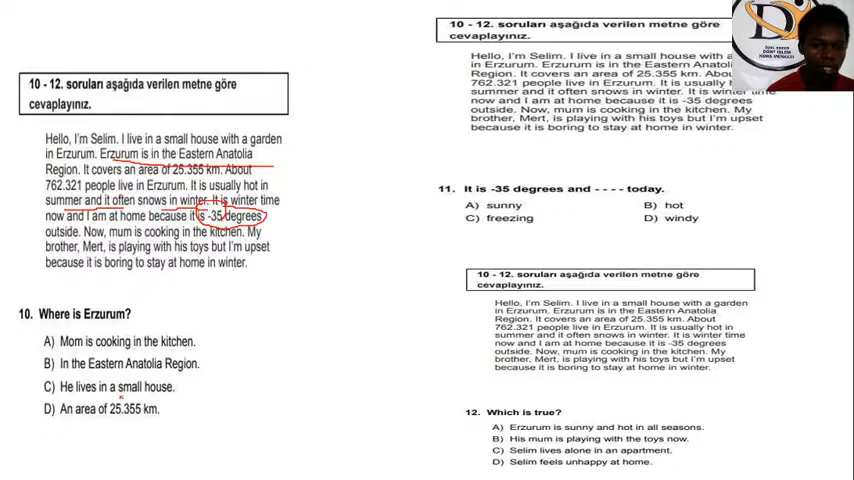 10 - 12. soruları aşağıda verilen metne göre
cevaplayınız.
Hello, I'm Selim. I live in a small house with a garden
in Erzurum. Erzurum is in the Eastern Anatolia
Region. It covers an area of 25.355 km. About
762.321 people live in Erzurum. It is usually hot in
summer and it often snows in winter. It is winter time
now and I am at home because it is -35 degrees
outside. Now, mum is cooking in the kitchen. My
brother, Mert, is playing with his toys but I'm upset
because it is boring to stay at home in winter.
10. Where is Erzurum?
A) Mom is cooking in the kitchen.
B) In the Eastern Anatolia Region.
C) He lives in a small house.
D) An area of 25.355 km.
10 - 12. soruları aşağıda verilen metne göre
cevaplayınız.
Hello, I'm Selim. I live in a small house with a
in Erzurum. Erzurum is in the Eastern
Region. It covers an area of 25.355 km.
762.321 people live in Erzurum. It is usually
summer and it often snows in winter. It is winter time
now and I am at home because it is -35 degrees
outside. Now, mum is cooking in the kitchen. My
brother, Mert, is playing with his toys but I'm upset
because it is boring to stay at home in winter.
11. It is -35 degrees and - - - - today.
A) sunny
B) hot
C) freezing
D) windy
10 - 12. soruları aşağıda verilen metne göre
cevaplayınız.
Hello, I'm Selim. I live in a small house with a garden
in Erzurum. Erzurum is in the Eastern Anatolia
Region. It covers an area of 25.355 km. About
762.321 people live in Erzurum. It is usually hot in
summer and it often snows in winter. It is winter time
now and I am at home because it is -35 degrees
outside. Now, mum is cooking in the kitchen. My
brother, Mert, is playing with his toys but I'm upset
because it is boring to stay at home in winter.
12. Which is true?
A) Erzurum is sunny and hot in all seasons.
B) His mum is playing with the toys now.
C) Selim lives alone in an apartment.
D) Selim feels unhappy at home.